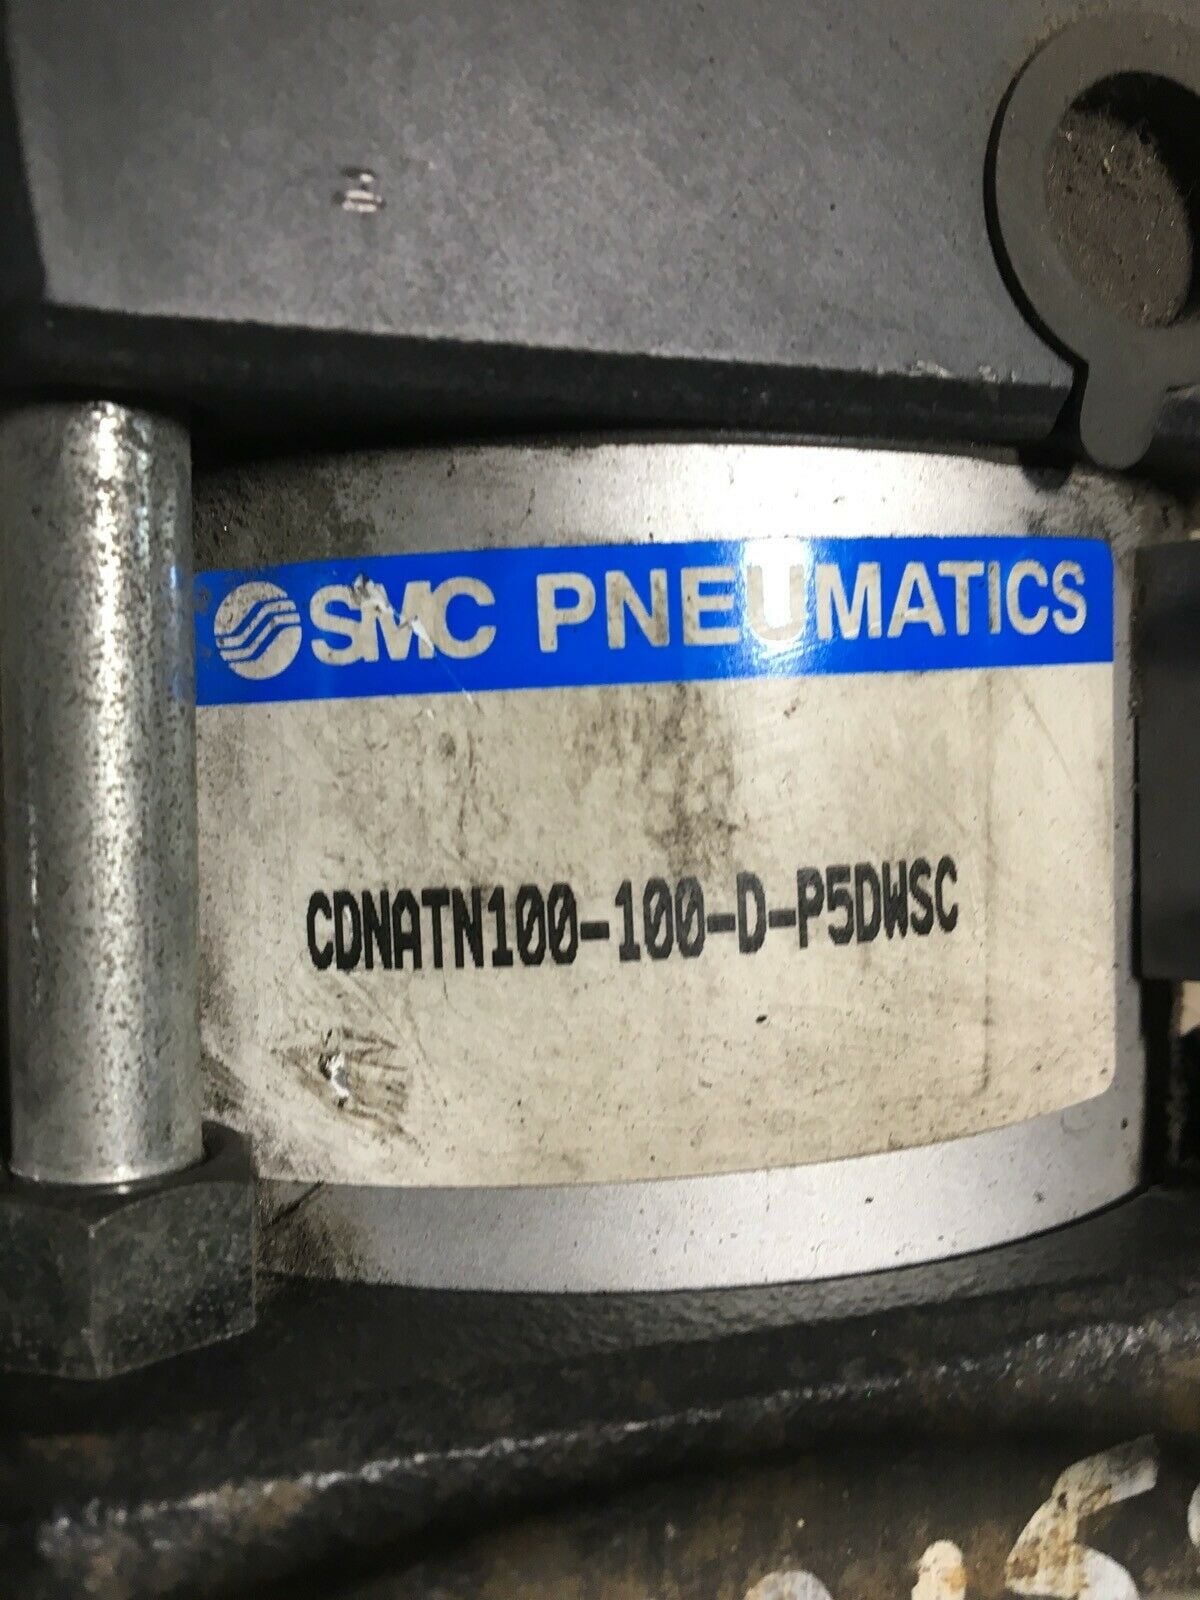 SMC PNEUMATICS
CDNATN100-100-D-P5DWSC